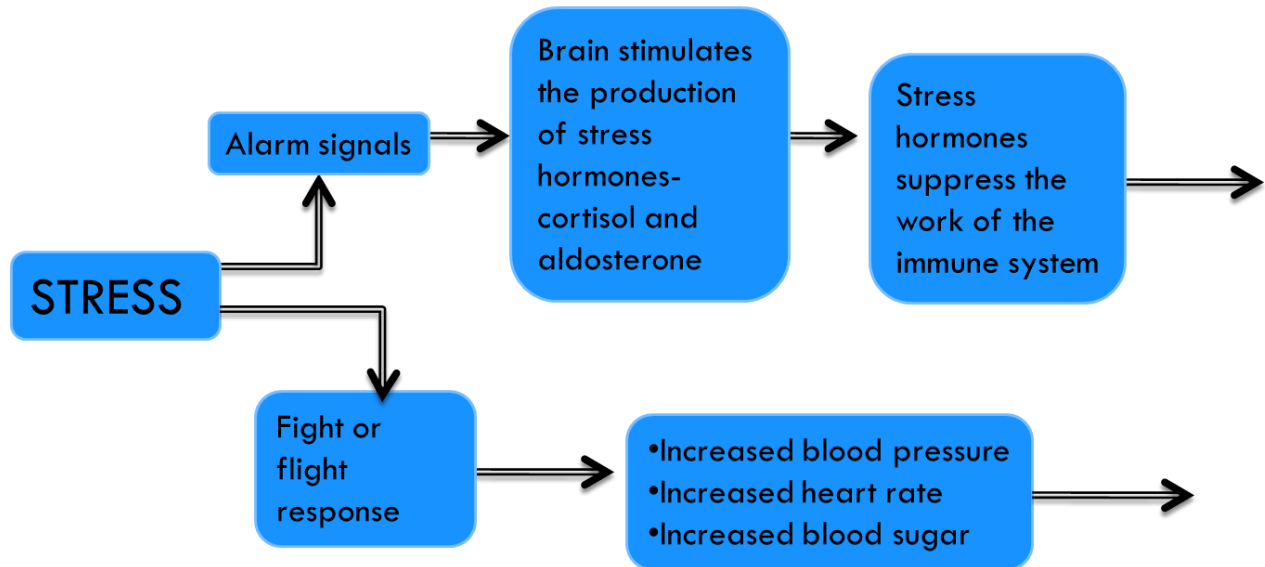 STRESS
Alarm signals
Brain stimulates
the production
of stress
hormones-
cortisol and
aldosterone
Stress
hormones
suppress the
work of the
immune system
Fight or
flight
response
•Increased blood pressure
•Increased heart rate
•Increased blood sugar